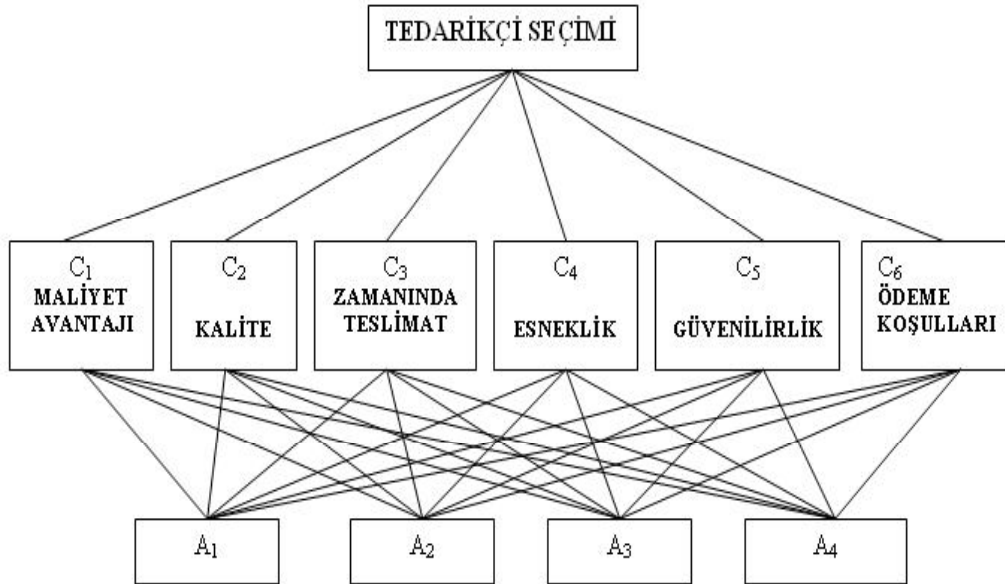 TEDARİKÇİ SEÇİMİ
C₁
MALİYET
AVANTAJI
C₂
KALİTE
C₃
ZAMANINDA
TESLİMAT
C₄
ESNEKLİK
C₅
GÜVENİLİRLİK
C₆
ÖDEME
KOŞULLARI
A₁
A₂
A₃
A₄